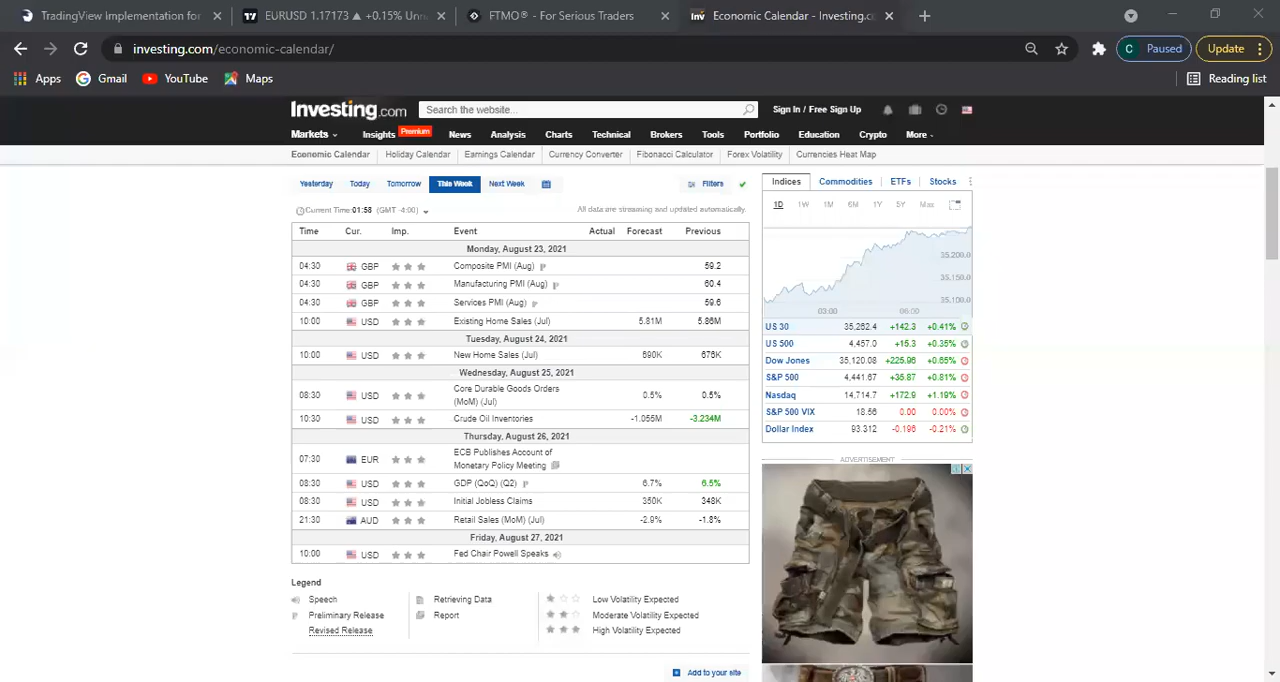 TradingView Implementation for
EURUSD 1.17173 ▲ +0.15% Unn
FTMO® - For Serious Traders
Economic Calendar - Investing.c
investing.com/economic-calendar/
Paused
Update
Apps
Gmail
YouTube
Maps
Reading list
Investing.com
Search the website...
Sign In / Free Sign Up
Markets
Insights
Premium
News
Analysis
Charts
Technical
Brokers
Tools
Portfolio
Education
Crypto
More
Economic Calendar
Holiday Calendar
Earnings Calendar
Currency Converter
Fibonacci Calculator
Forex Volatility
Currencies Heat Map
Yesterday
Today
Tomorrow
This Week
Next Week
Filters
Current Time:01:58 (GMT -4:00)
All data are streaming and updated automatically.
Time Cur. Imp. Event Actual Forecast Previous
Monday, August 23, 2021
04:30 GBP Composite PMI (Aug) P 59.2
04:30 GBP Manufacturing PMI (Aug) P 60.4
04:30 GBP Services PMI (Aug) P 59.6
10:00 USD Existing Home Sales (Jul) 5.81M 5.86M
Tuesday, August 24, 2021
10:00 USD New Home Sales (Jul) 690K 676K
Wednesday, August 25, 2021
08:30 USD Core Durable Goods Orders
(MoM) (Jul) 0.5% 0.5%
10:30 USD Crude Oil Inventories -1.055M -3.234M
Thursday, August 26, 2021
07:30 EUR ECB Publishes Account of
Monetary Policy Meeting
08:30 USD GDP (QoQ) (Q2) P 6.7% 6.5%
08:30 USD Initial Jobless Claims 350K 348K
21:30 AUD Retail Sales (MoM) (Jul) -2.9% -1.8%
Friday, August 27, 2021
10:00 USD Fed Chair Powell Speaks
Legend
Speech
Preliminary Release
Revised Release
Retrieving Data
Report
Low Volatility Expected
Moderate Volatility Expected
High Volatility Expected
Add to your site
Indices
Commodities
ETFs
Stocks
1D 1W 1M 6M 1Y 5Y Max
35,200.0
35,150.0
35,100.0
03:00 06:00
US 30 35,262.4 +142.3 +0.41%
US 500 4,457.0 +15.3 +0.35%
Dow Jones 35,120.08 +225.96 +0.65%
S&P 500 4,441.67 +35.87 +0.81%
Nasdaq 14,714.7 +172.9 +1.19%
S&P 500 VIX 18.56 0.00 0.00%
Dollar Index 93.312 -0.196 -0.21%
ADVERTISEMENT